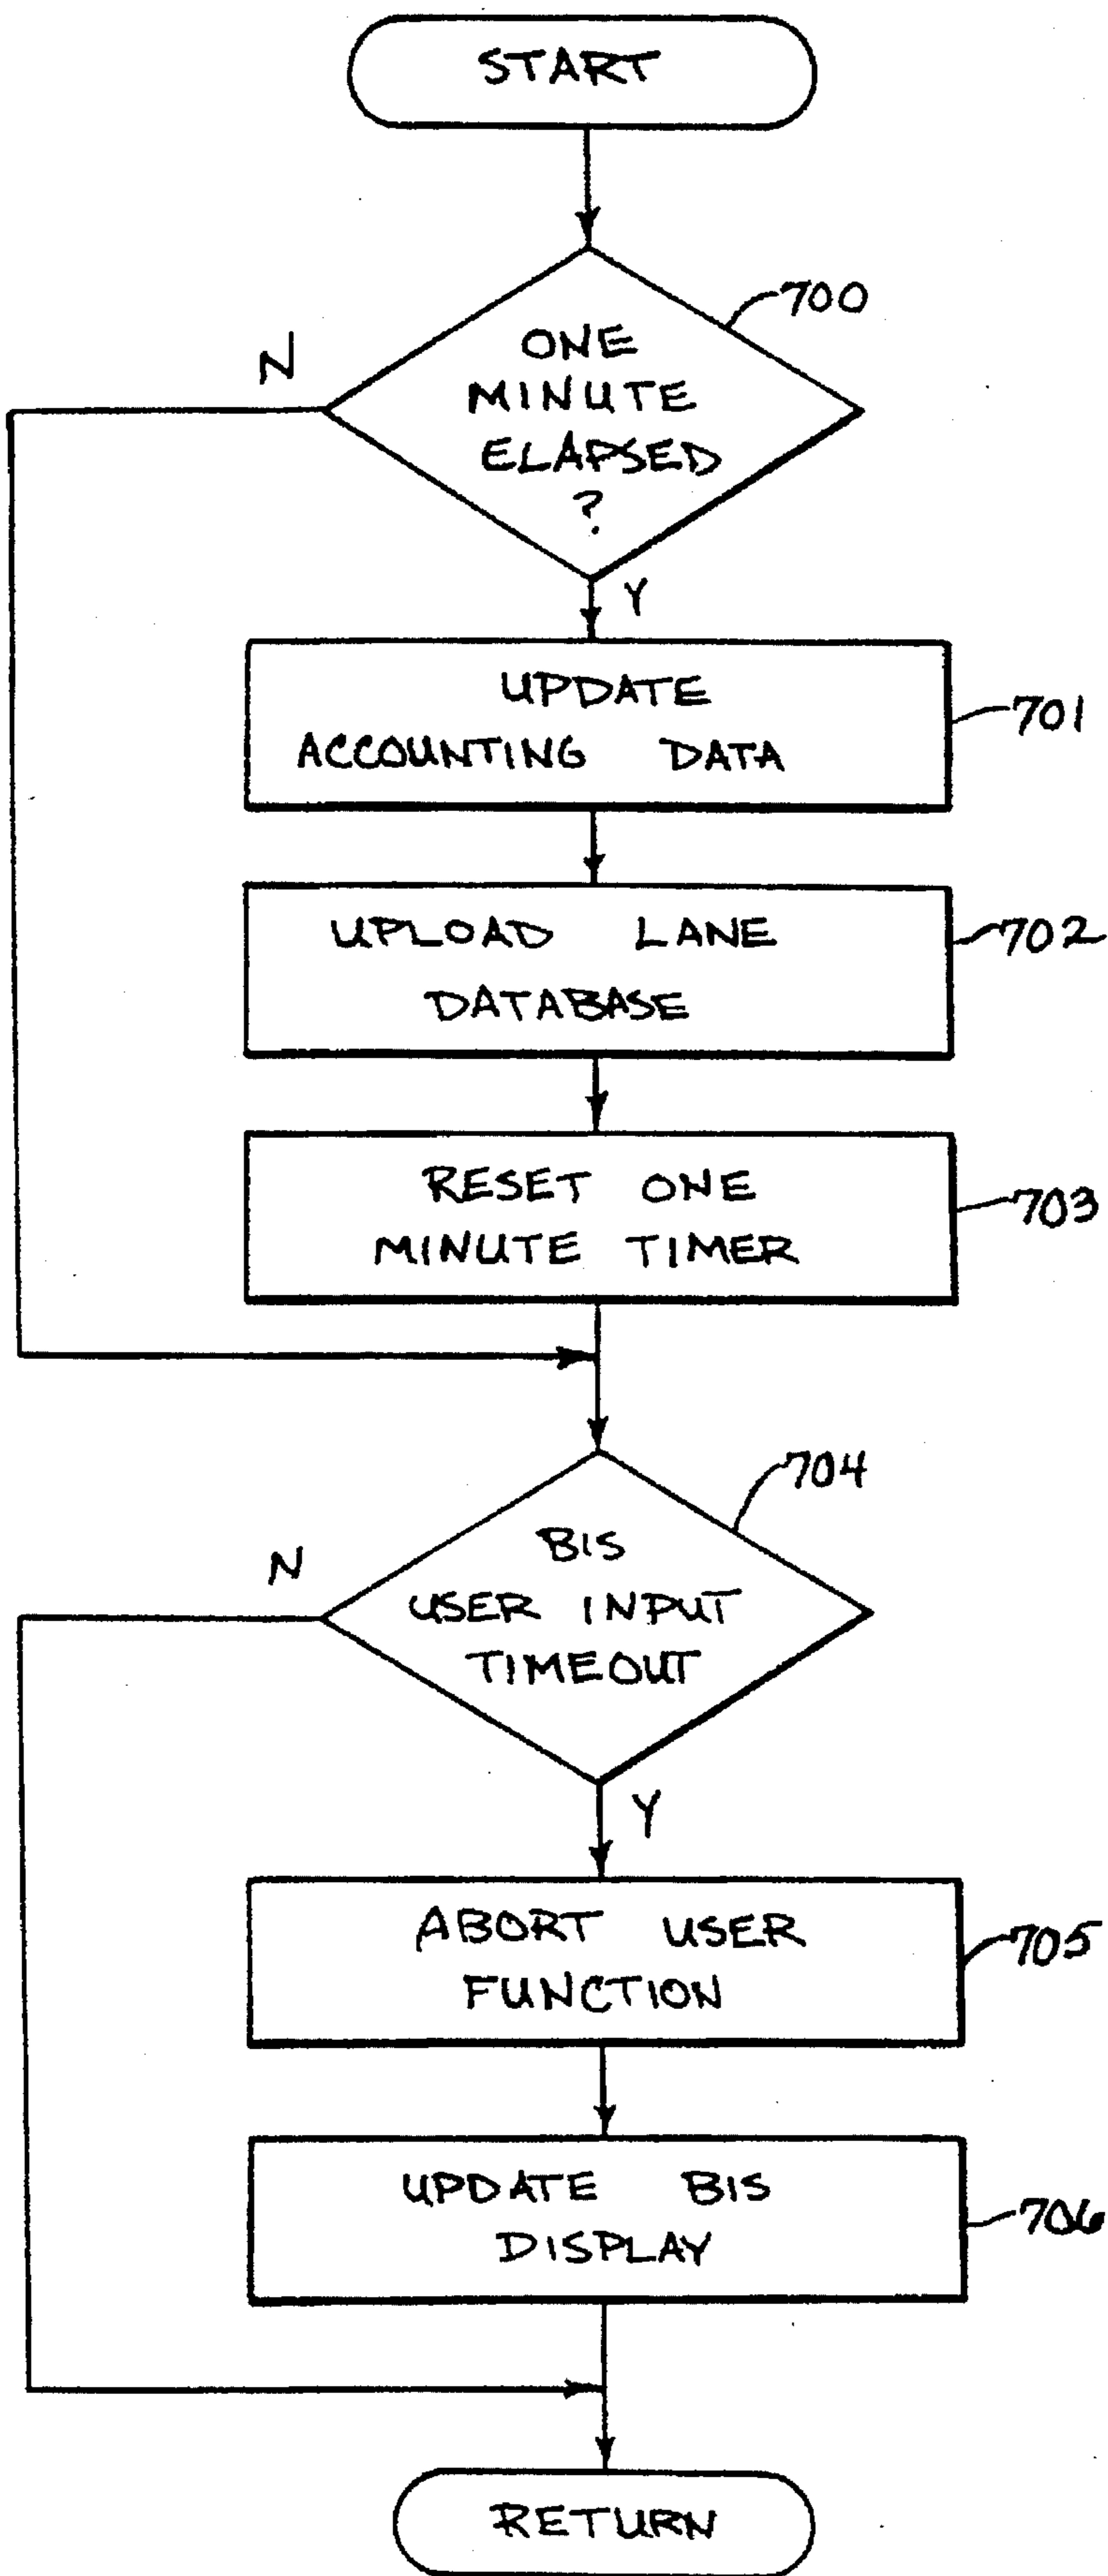 START
700
N
ONE
MINUTE
ELAPSED
?
Y
UPDATE
ACCOUNTING DATA
701
UPLOAD LANE
DATABASE
702
RESET ONE
MINUTE TIMER
703
704
N
BIS
USER INPUT
TIMEOUT
Y
ABORT USER
FUNCTION
705
UPDATE BIS
DISPLAY
706
RETURN